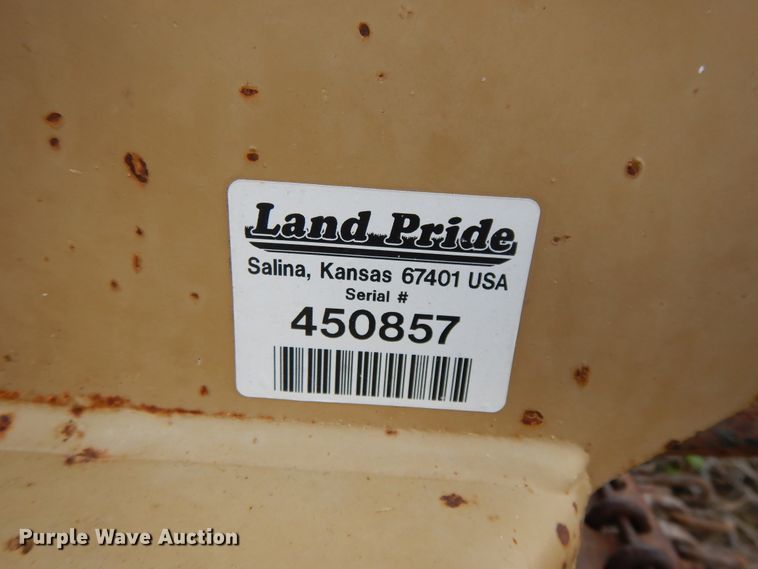 Land Pride
Salina, Kansas 67401 USA
Serial #
450857
Purple Wave Auction